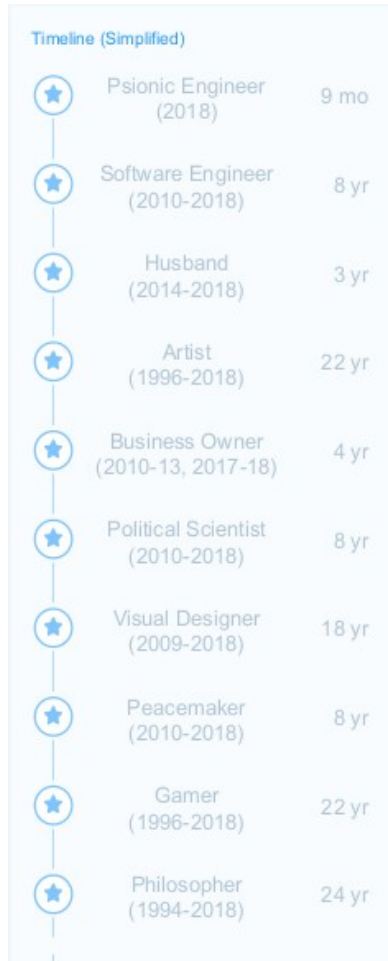 Timeline (Simplified)
Psionic Engineer
(2018)
9 mo
Software Engineer
(2010-2018)
8 yr
Husband
(2014-2018)
3 yr
Artist
(1996-2018)
22 yr
Business Owner
(2010-13, 2017-18)
4 yr
Political Scientist
(2010-2018)
8 yr
Visual Designer
(2009-2018)
18 yr
Peacemaker
(2010-2018)
8 yr
Gamer
(1996-2018)
22 yr
Philosopher
(1994-2018)
24 yr